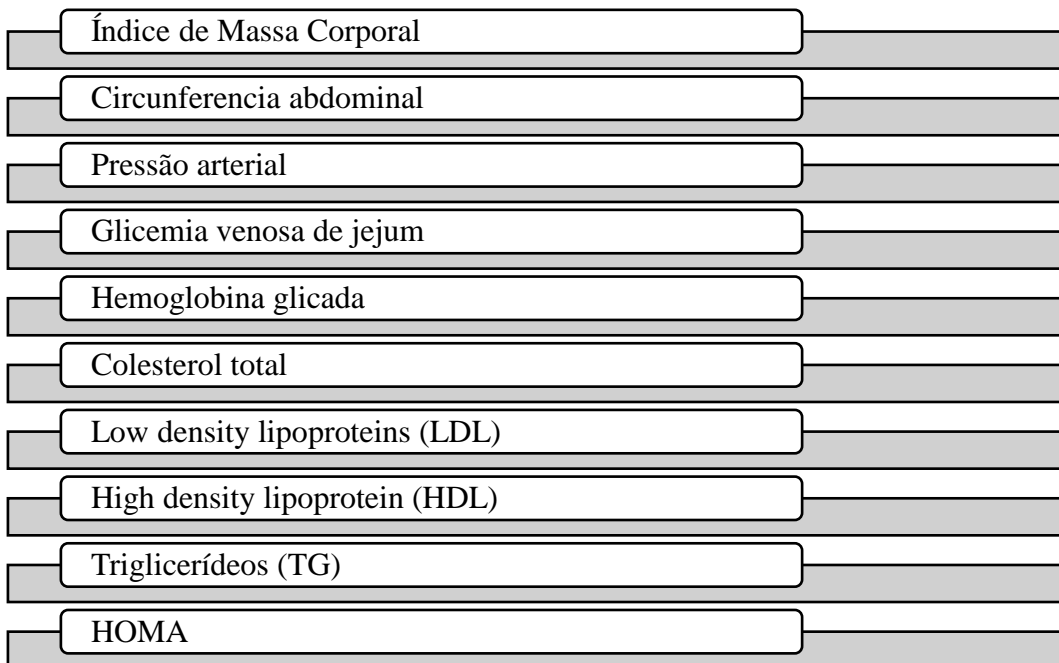 Índice de Massa Corporal
Circunferencia abdominal
Pressão arterial
Glicemia venosa de jejum
Hemoglobina glicada
Colesterol total
Low density lipoproteins (LDL)
High density lipoprotein (HDL)
Triglicerídeos (TG)
HOMA